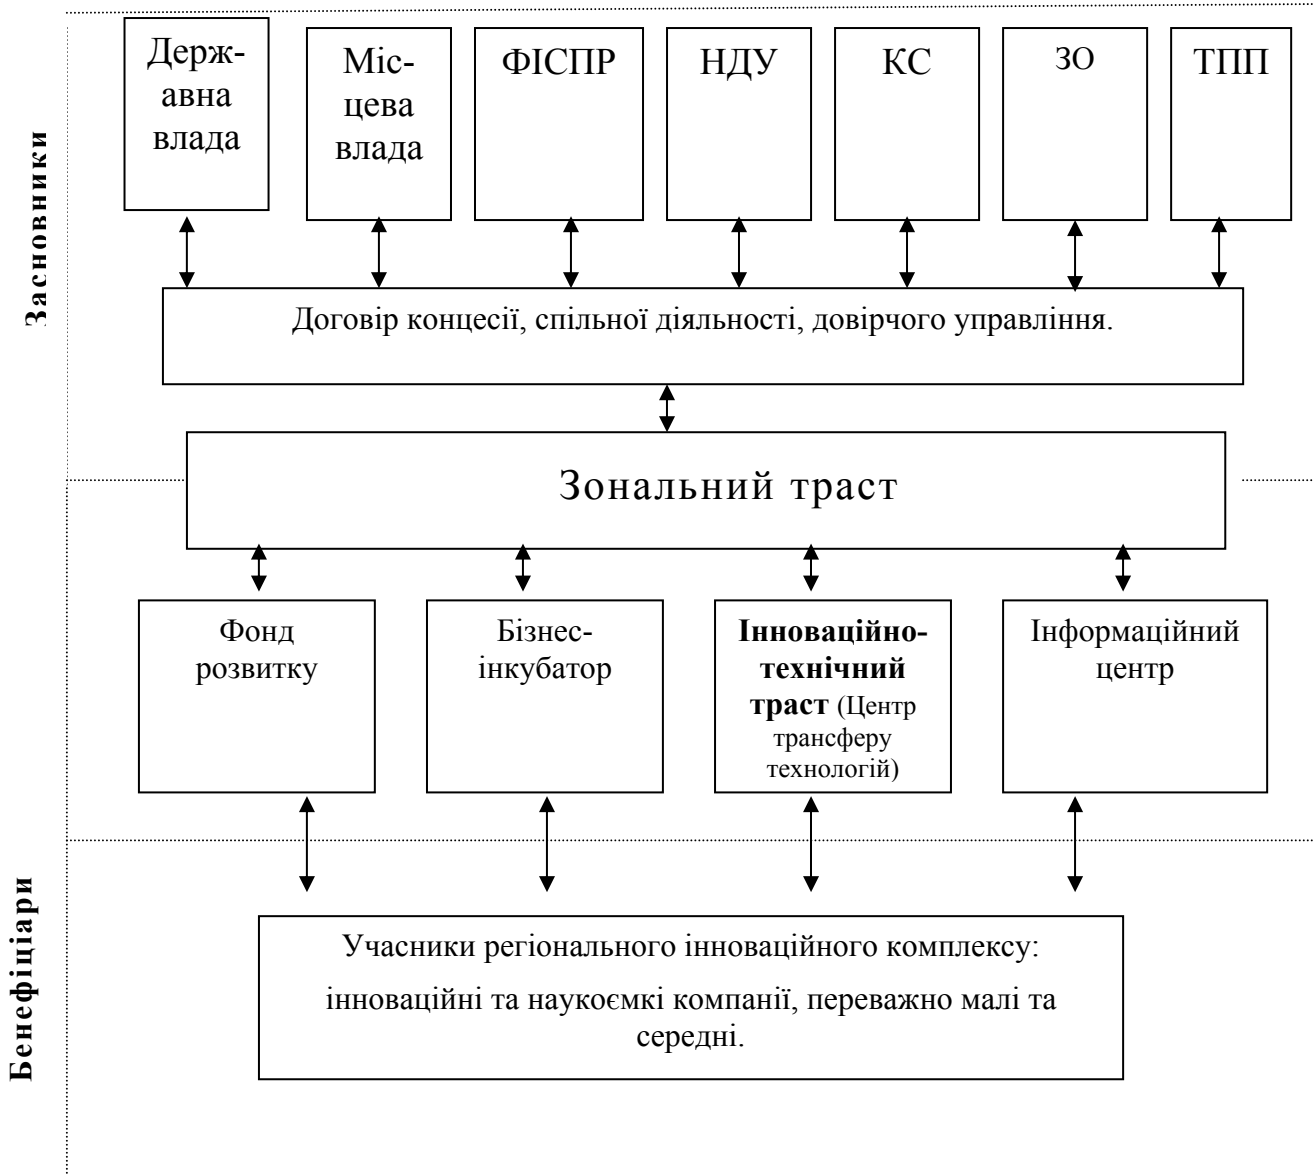 Засновники
Держ-
авна
влада
Міс-
цева
влада
ФІСПР
НДУ
КС
ЗО
ТПП
Договір концесії, спільної діяльності, довірчого управління.
Зональний траст
Фонд
розвитку
Бізнес-
інкубатор
Інноваційно-
технічний
траст (Центр
трансферу
технологій)
Інформаційний
центр
Бенефіціари
Учасники регіонального інноваційного комплексу:
інноваційні та наукоємкі компанії, переважно малі та
середні.